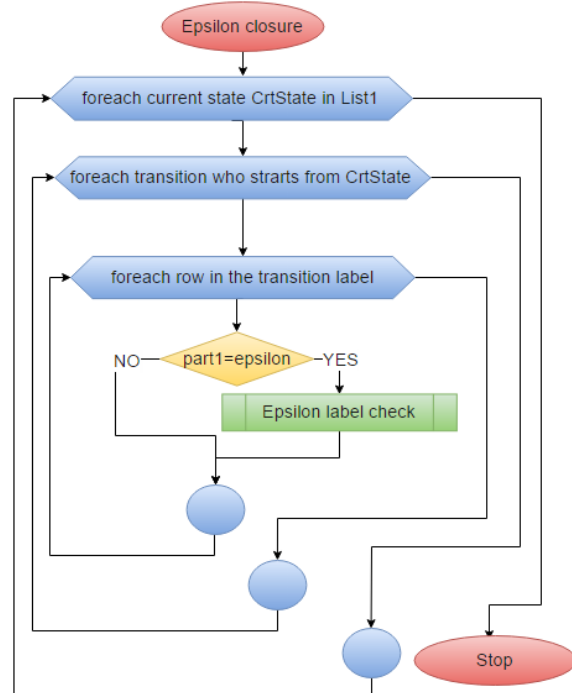 Epsilon closure
foreach current state CrtState in List1
foreach transition who strarts from CrtState
foreach row in the transition label
NO
part1=epsilon
YES
Epsilon label check
Stop